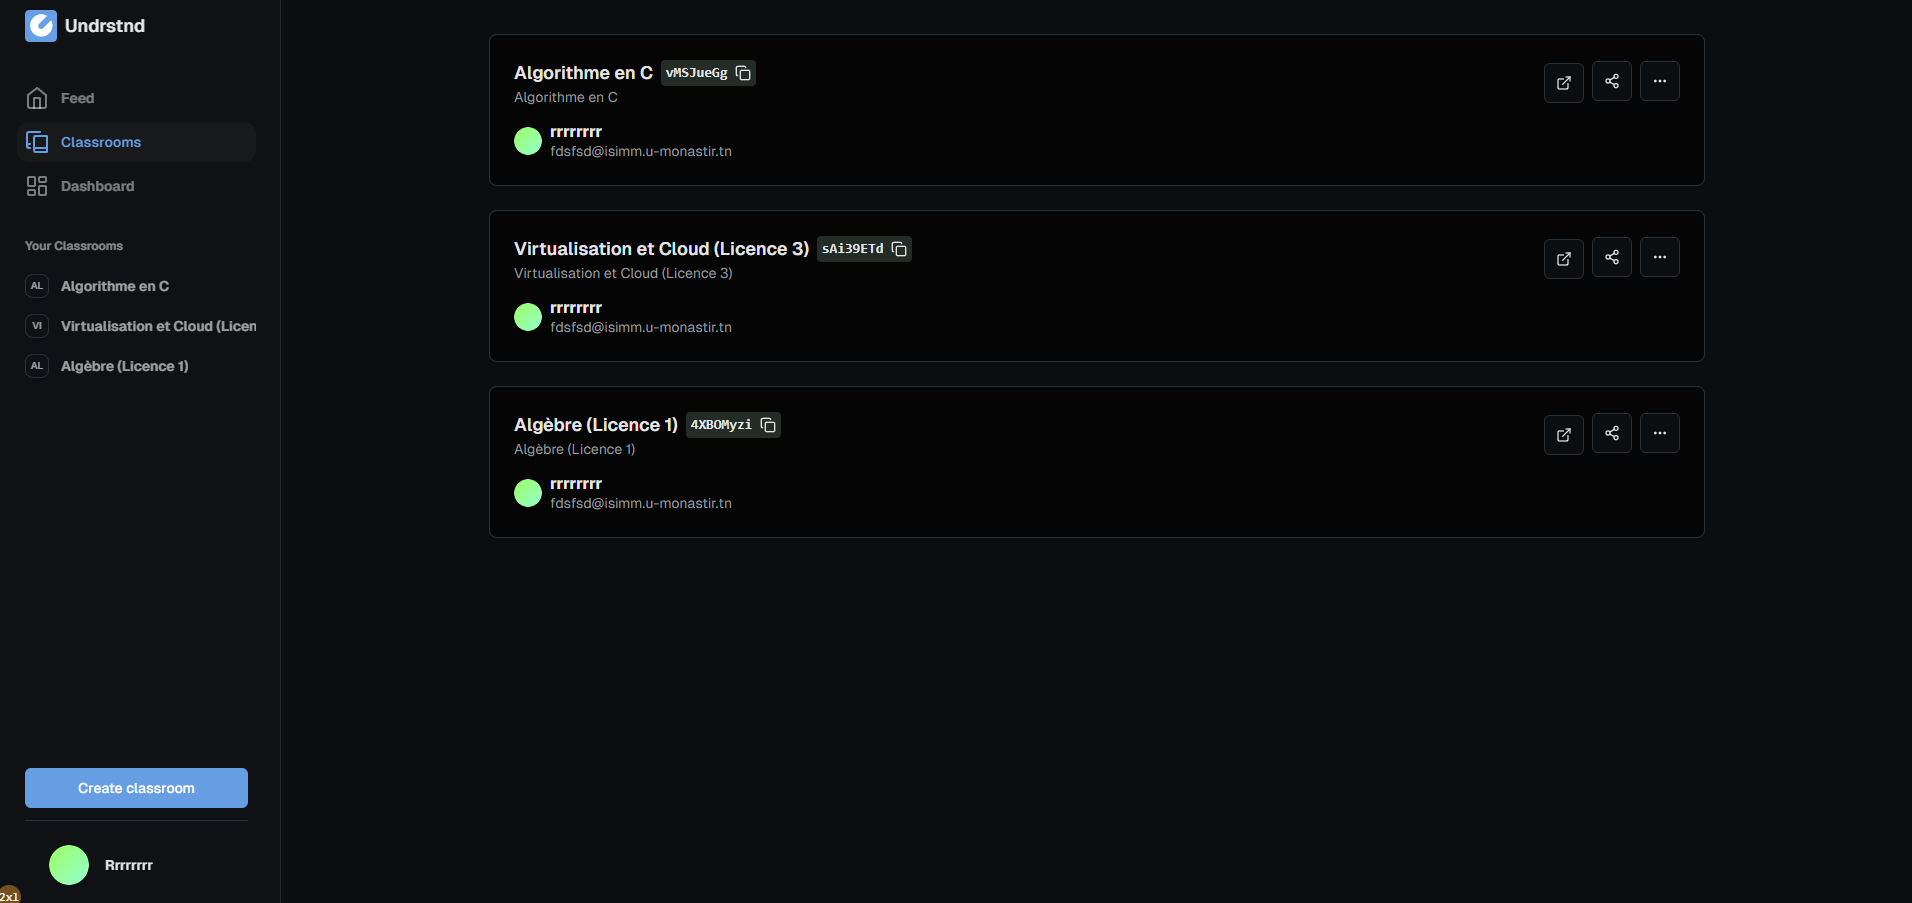 Undrstnd
Feed
Classrooms
Dashboard
Your Classrooms
AL Algorithme en C
VI Virtualisation et Cloud (Licen
AL Algèbre (Licence 1)
Create classroom
Rrrrrrrr
2xl
Algorithme en C vMSJueGg
Algorithme en C
rrrrrrrr
fdsfsd@isimm.u-monastir.tn
Virtualisation et Cloud (Licence 3) sAi39ETd
Virtualisation et Cloud (Licence 3)
rrrrrrrr
fdsfsd@isimm.u-monastir.tn
Algèbre (Licence 1) 4XBOMyzi
Algèbre (Licence 1)
rrrrrrrr
fdsfsd@isimm.u-monastir.tn